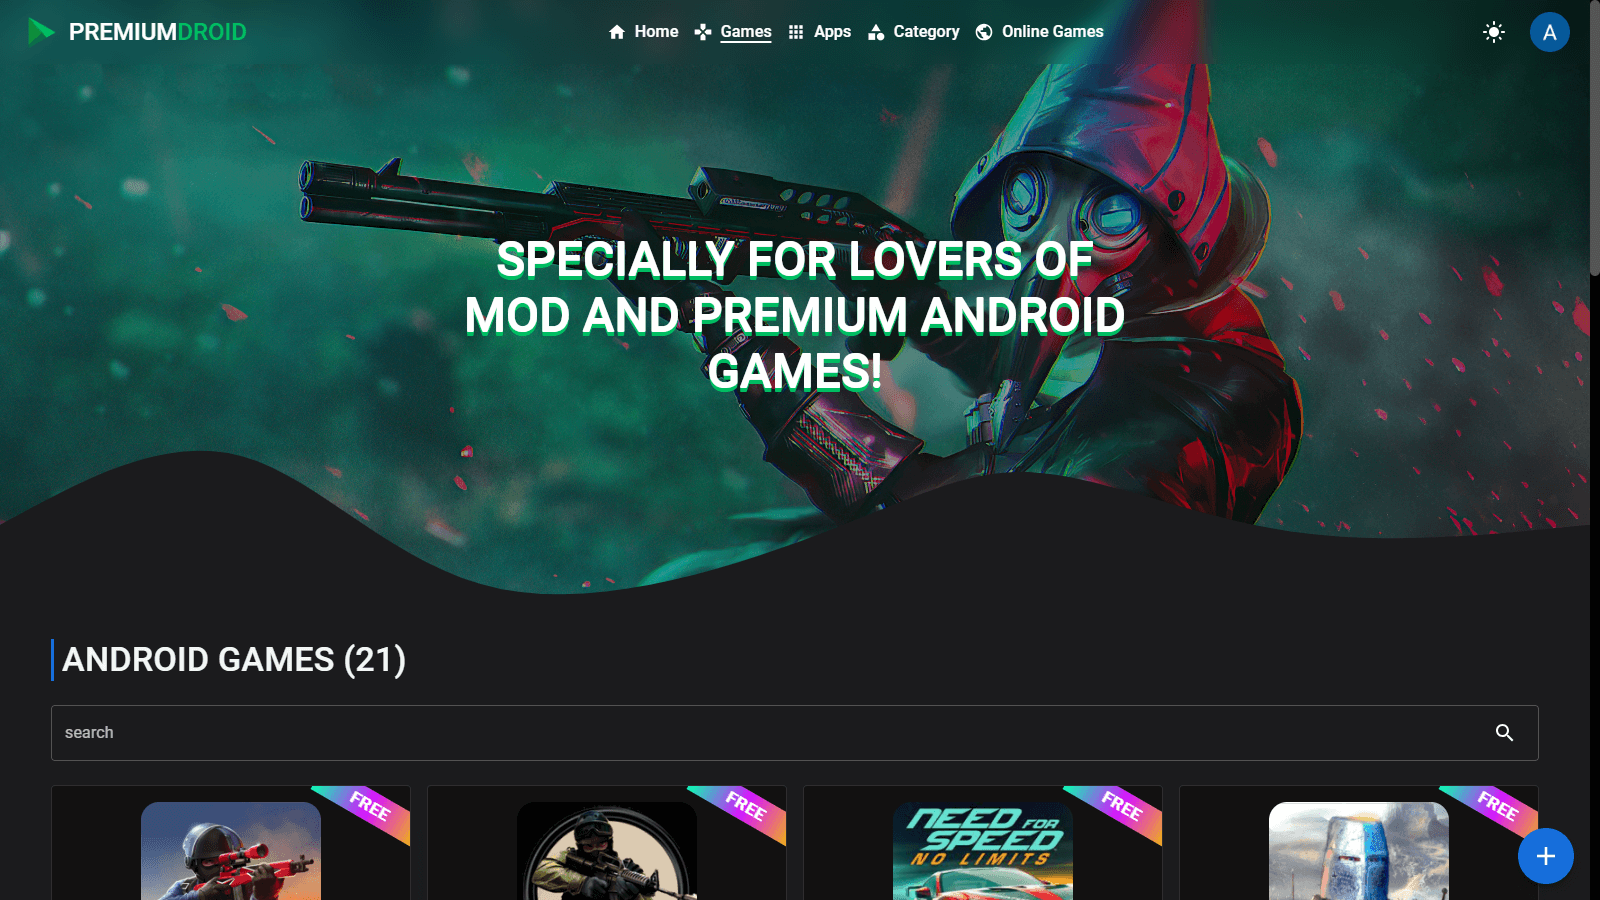 PREMIUMDROID
Home
Games
Apps
Category
Online Games
A
SPECIALLY FOR LOVERS OF
MOD AND PREMIUM ANDROID
GAMES!
ANDROID GAMES (21)
search
FREE
FREE
FREE
FREE
NEED FOR
SPEED
NO LIMITS